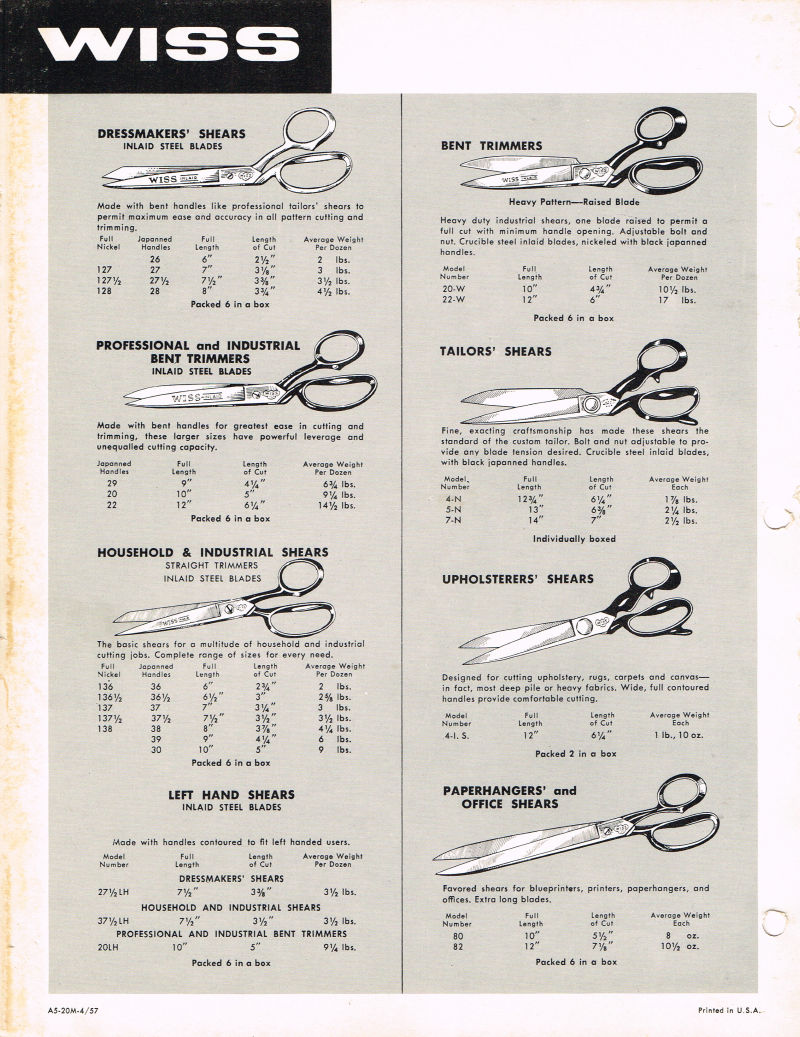 WISS
DRESSMAKERS' SHEARS
INLAID STEEL BLADES
WISS INLAID
Made with bent handles like professional tailors' shears to
permit maximum ease and accuracy in all pattern cutting and
trimming.
Full Japanned Full Length Average Weight
Nickel Handles Length of Cut Per Dozen
26 6" 2½" 2 lbs.
127 27 7" 3⅛" 3 lbs.
127½ 27½ 7½" 3⅜" 3½ lbs.
128 28 8" 3¾" 4½ lbs.
Packed 6 in a box
PROFESSIONAL and INDUSTRIAL
BENT TRIMMERS
INLAID STEEL BLADES
WISS INLAID
Made with bent handles for greatest ease in cutting and
trimming, these larger sizes have powerful leverage and
unequalled cutting capacity.
Japanned Full Length Average Weight
Handles Length of Cut Per Dozen
29 9" 4¼" 6¾ lbs.
20 10" 5" 9¼ lbs.
22 12" 6¼" 14½ lbs.
Packed 6 in a box
HOUSEHOLD & INDUSTRIAL SHEARS
STRAIGHT TRIMMERS
INLAID STEEL BLADES
WISS
The basic shears for a multitude of household and industrial
cutting jobs. Complete range of sizes for every need.
Full Japanned Full Length Average Weight
Nickel Handles Length of Cut Per Dozen
136 36 6" 2¾" 2 lbs.
136½ 36½ 6½" 3" 2⅝ lbs.
137 37 7" 3¼" 3 lbs.
137½ 37½ 7½" 3½" 3½ lbs.
138 38 8" 3⅞" 4¼ lbs.
39 9" 4¼" 6 lbs.
30 10" 5" 9 lbs.
Packed 6 in a box
LEFT HAND SHEARS
INLAID STEEL BLADES
Made with handles contoured to fit left handed users.
Model Full Length Average Weight
Number Length of Cut Per Dozen
DRESSMAKERS' SHEARS
27½LH 7½" 3⅜" 3½ lbs.
HOUSEHOLD AND INDUSTRIAL SHEARS
37½LH 7½" 3½" 3½ lbs.
PROFESSIONAL AND INDUSTRIAL BENT TRIMMERS
20LH 10" 5" 9¼ lbs.
Packed 6 in a box
BENT TRIMMERS
WISS INLAID
Heavy Pattern—Raised Blade
Heavy duty industrial shears, one blade raised to permit a
full cut with minimum handle opening. Adjustable bolt and
nut. Crucible steel inlaid blades, nickeled with black japanned
handles.
Model Full Length Average Weight
Number Length of Cut Per Dozen
20-W 10" 4¾" 10½ lbs.
22-W 12" 6" 17 lbs.
Packed 6 in a box
TAILORS' SHEARS
Fine, exacting craftsmanship has made these shears the
standard of the custom tailor. Bolt and nut adjustable to pro-
vide any blade tension desired. Crucible steel inlaid blades,
with black japanned handles.
Model Full Length Average Weight
Number Length of Cut Each
4-N 12¾" 6¼" 1⅞ lbs.
5-N 13" 6⅜" 2¼ lbs.
7-N 14" 7" 2½ lbs.
Individually boxed
UPHOLSTERERS' SHEARS
Designed for cutting upholstery, rugs, carpets and canvas—
in fact, most deep pile or heavy fabrics. Wide, full contoured
handles provide comfortable cutting.
Model Full Length Average Weight
Number Length of Cut Each
4-I. S. 12" 6¼" 1 lb., 10 oz.
Packed 2 in a box
PAPERHANGERS' and
OFFICE SHEARS
Favored shears for blueprinters, printers, paperhangers, and
offices. Extra long blades.
Model Full Length Average Weight
Number Length of Cut Each
80 10" 5½" 8 oz.
82 12" 7⅛" 10½ oz.
Packed 6 in a box
A5-20M-4/57
Printed in U.S.A.